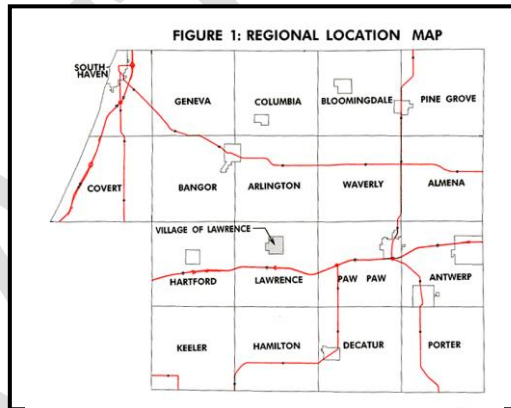 FIGURE 1: REGIONAL LOCATION MAP
SOUTH
HAVEN
GENEVA
COLUMBIA
BLOOMINGDALE
PINE GROVE
COVERT
BANGOR
ARLINGTON
WAVERLY
ALMENA
VILLAGE OF LAWRENCE
HARTFORD
LAWRENCE
PAW PAW
ANTWERP
KEELER
HAMILTON
DECATUR
PORTER